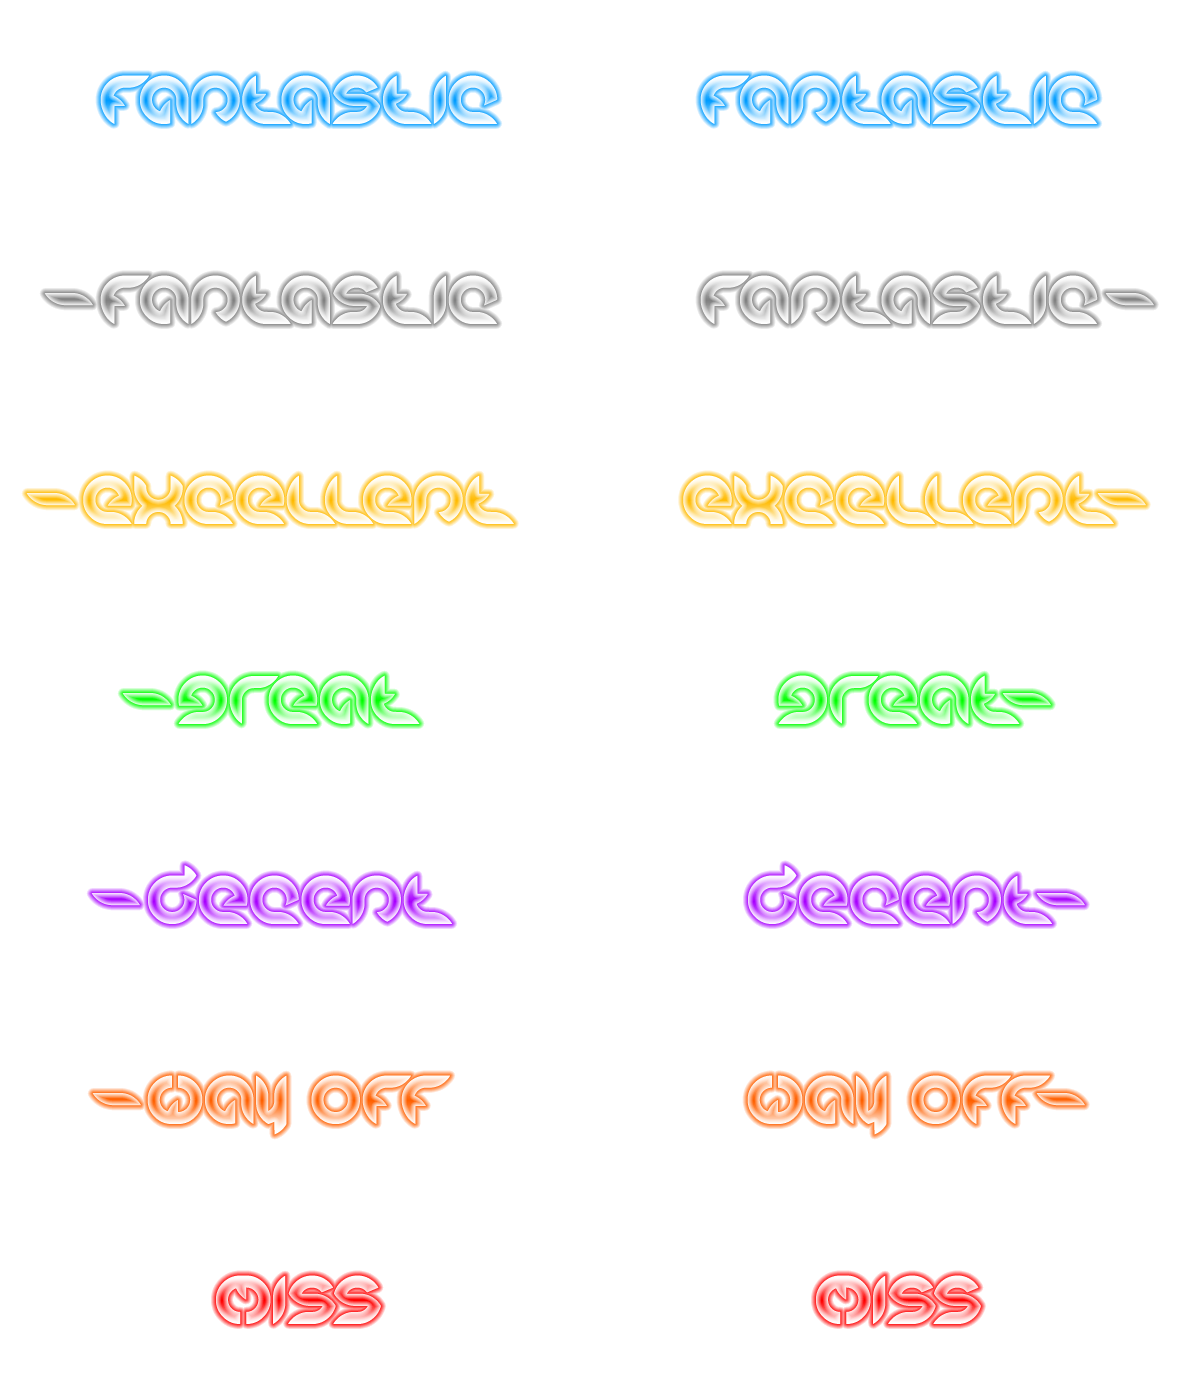 fantastic fantastic
-fantastic fantastic-
-excellent excellent-
-great great-
-decent decent-
-way off way off-
miss miss